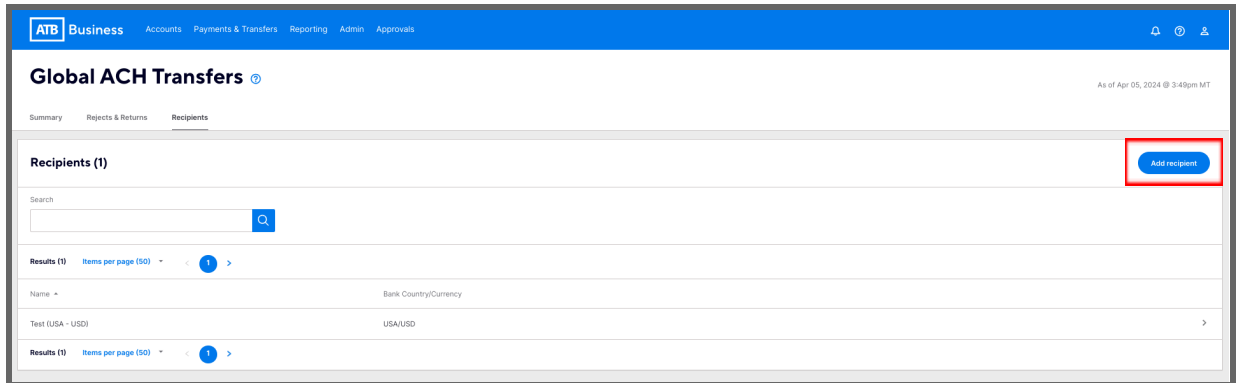 ATB Business Accounts Payments & Transfers Reporting Admin Approvals
Global ACH Transfers
As of Apr 05, 2024 @ 3:49pm MT
Summary Rejects & Returns Recipients
Recipients (1)
Add recipient
Search
Results (1) Items per page (50) 1
Name Bank Country/Currency
Test (USA - USD) USA/USD
Results (1) Items per page (50) 1